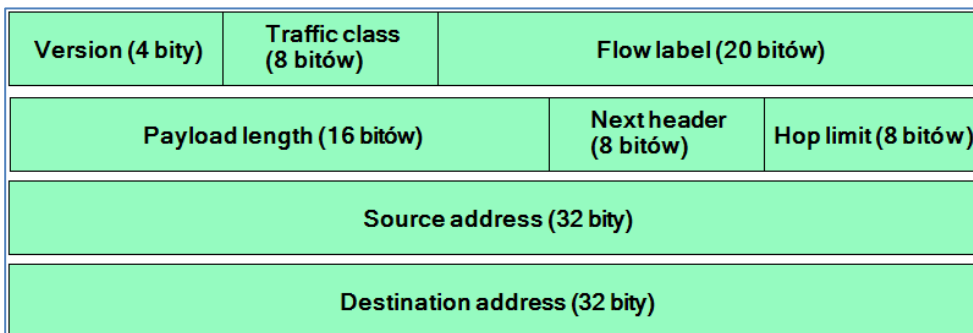 Version (4 bity)
Traffic class
(8 bitów)
Flow label (20 bitów)
Payload length (16 bitów)
Next header
(8 bitów)
Hop limit (8 bitów)
Source address (32 bity)
Destination address (32 bity)